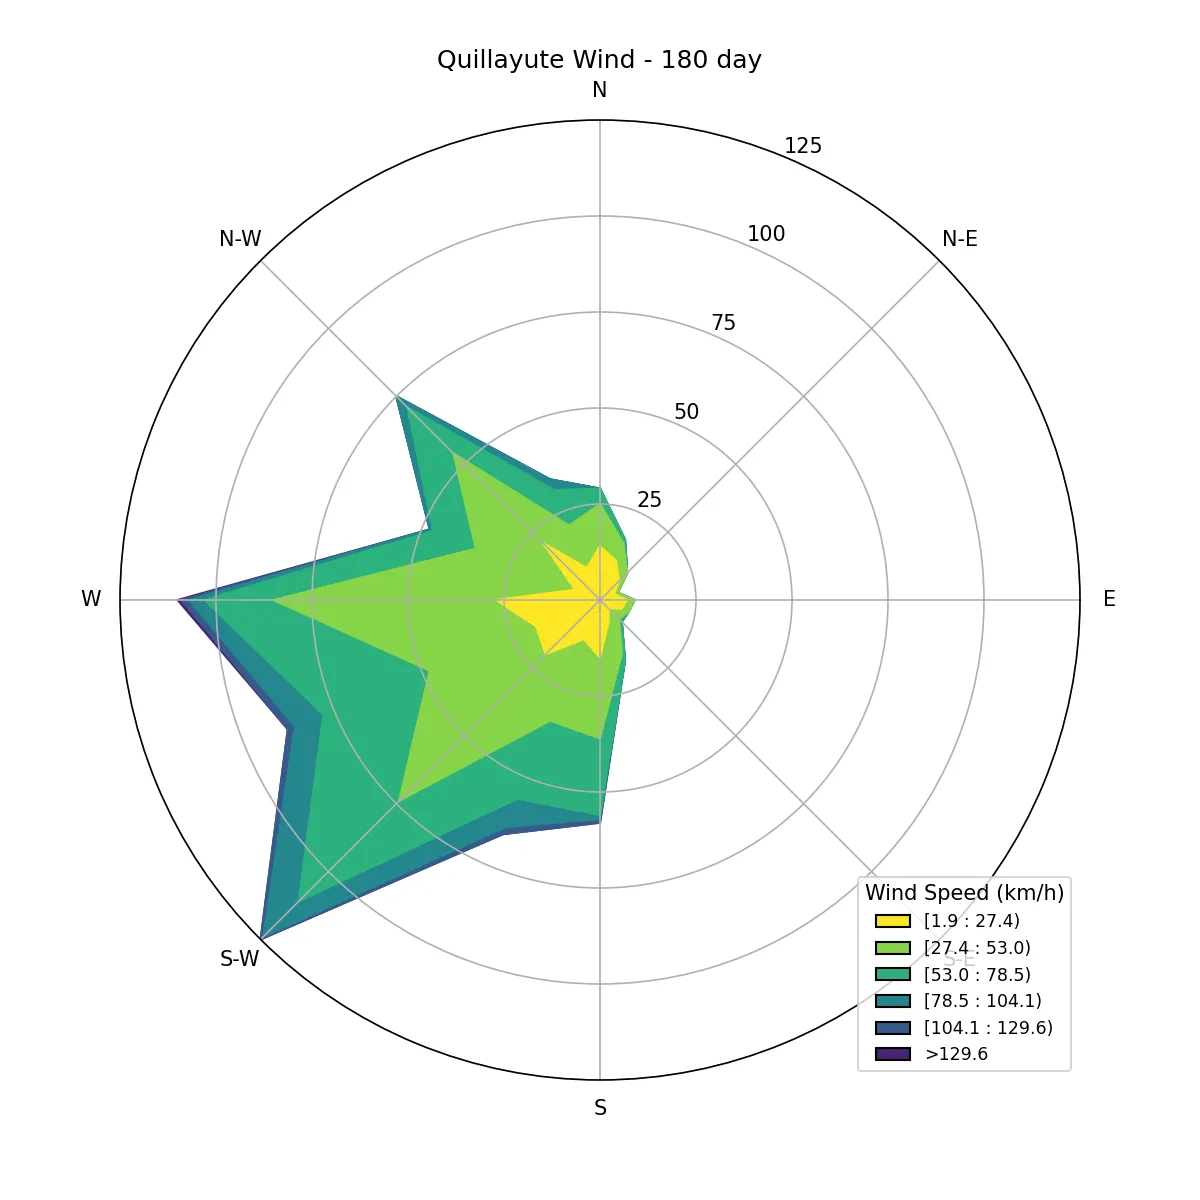 Quillayute Wind - 180 day
N
125
N-W
100
N-E
75
50
25
W
E
S-W
S-E
S
Wind Speed (km/h)
[1.9 : 27.4)
[27.4 : 53.0)
[53.0 : 78.5)
[78.5 : 104.1)
[104.1 : 129.6)
>129.6